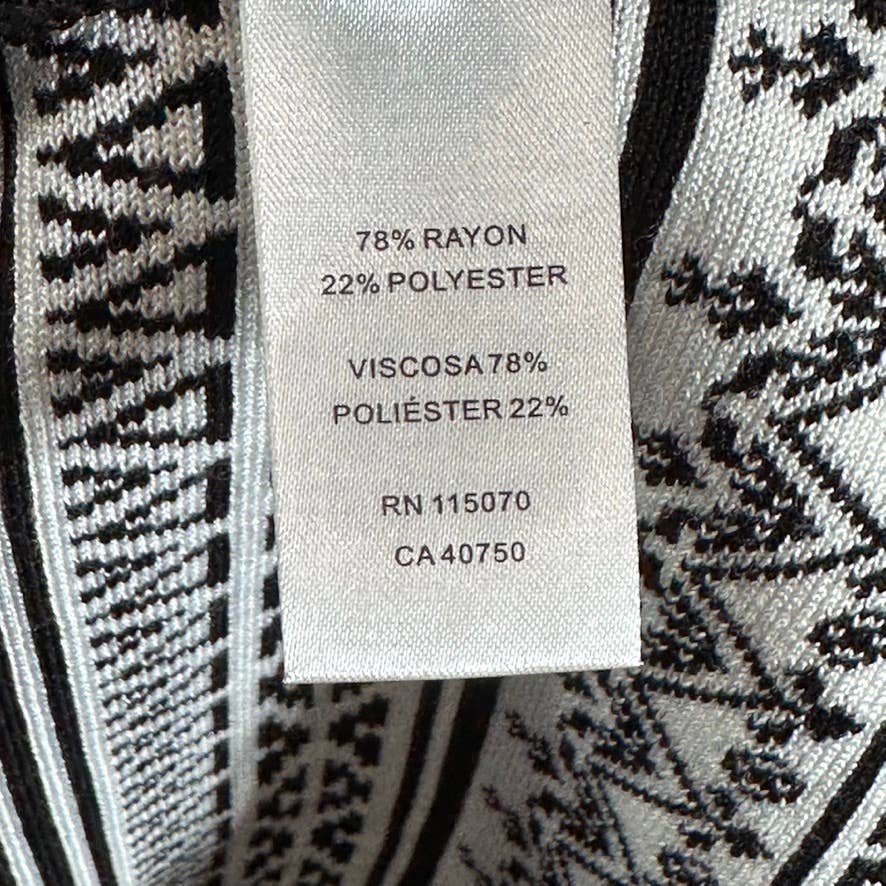 78% RAYON
22% POLYESTER
VISCOSA 78%
POLIÉSTER 22%
RN 115070
CA 40750